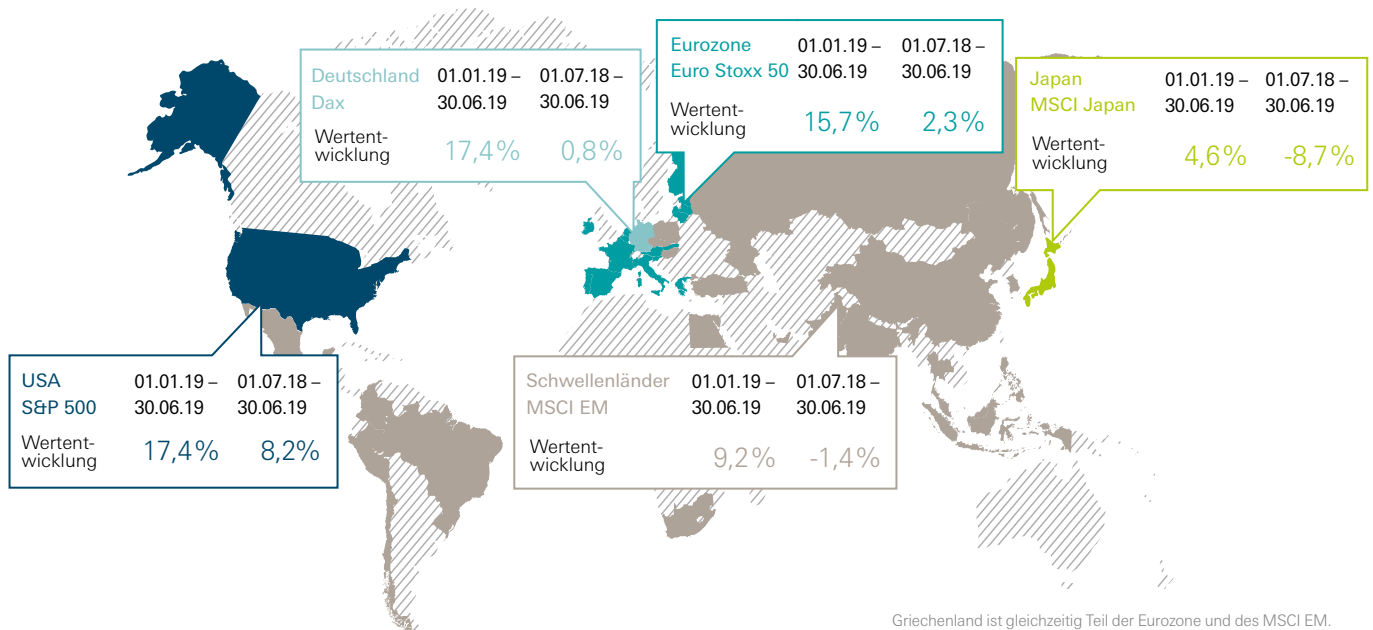 Deutschland 01.01.19 – 01.07.18 –
Dax 30.06.19 30.06.19
Wertent-
wicklung 17,4% 0,8%
Eurozone 01.01.19 – 01.07.18 –
Euro Stoxx 50 30.06.19 30.06.19
Wertent-
wicklung 15,7% 2,3%
Japan 01.01.19 – 01.07.18 –
MSCI Japan 30.06.19 30.06.19
Wertent-
wicklung 4,6% -8,7%
USA 01.01.19 – 01.07.18 –
S&P 500 30.06.19 30.06.19
Wertent-
wicklung 17,4% 8,2%
Schwellenländer 01.01.19 – 01.07.18 –
MSCI EM 30.06.19 30.06.19
Wertent-
wicklung 9,2% -1,4%
Griechenland ist gleichzeitig Teil der Eurozone und des MSCI EM.